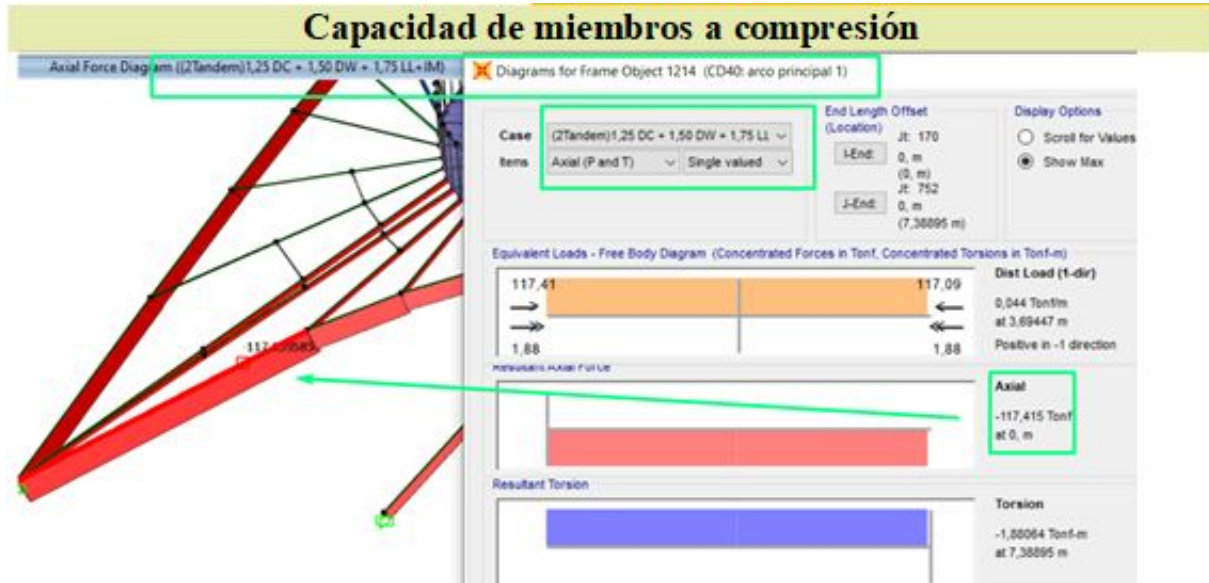 Capacidad de miembros a compresión
Axial Force Diagram ((2Tandem)1,25 DC + 1,50 DW + 1,75 LL+IM)
Diagrams for Frame Object 1214 (CD40: arco principal 1)
Case
(2Tandem)1,25 DC + 1,50 DW + 1,75 LL
Items
Axial (P and T)
Single valued
End Length Offset
(Location)
Jt: 170
I-End:
0, m
(0, m)
Jt: 752
J-End:
0, m
(7,38895 m)
Display Options
Scroll for Values
Show Max
Equivalent Loads - Free Body Diagram (Concentrated Forces in Tonf, Concentrated Torsions in Tonf-m)
117,41
117,09
1,88
1,88
Dist Load (1-dir)
0,044 Tonf/m
at 3,69447 m
Positive in -1 direction
Resultant Axial Force
Axial
-117,415 Tonf
at 0, m
Resultant Torsion
Torsion
-1,88064 Tonf-m
at 7,38895 m